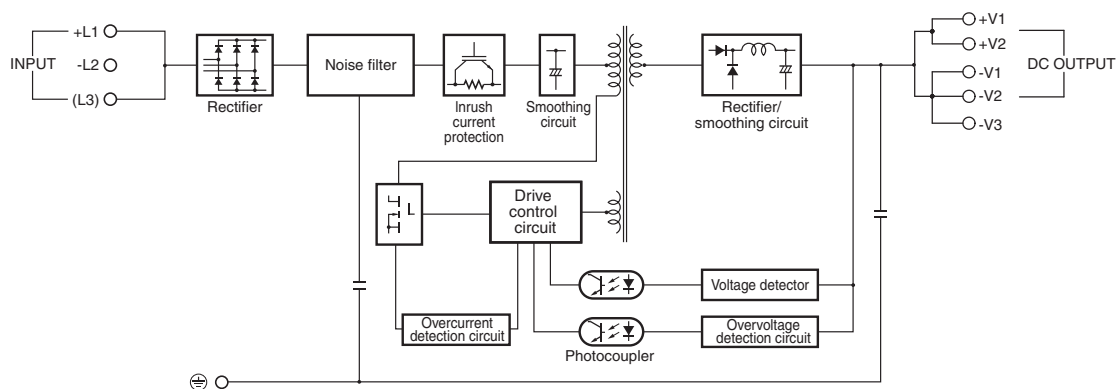 INPUT
+L1
-L2
(L3)
Rectifier
Noise filter
Inrush
current
protection
Smoothing
circuit
Rectifier/
smoothing circuit
+V1
+V2
-V1
-V2
-V3
DC OUTPUT
Drive
control
circuit
Overcurrent
detection circuit
Voltage detector
Overvoltage
detection circuit
Photocoupler